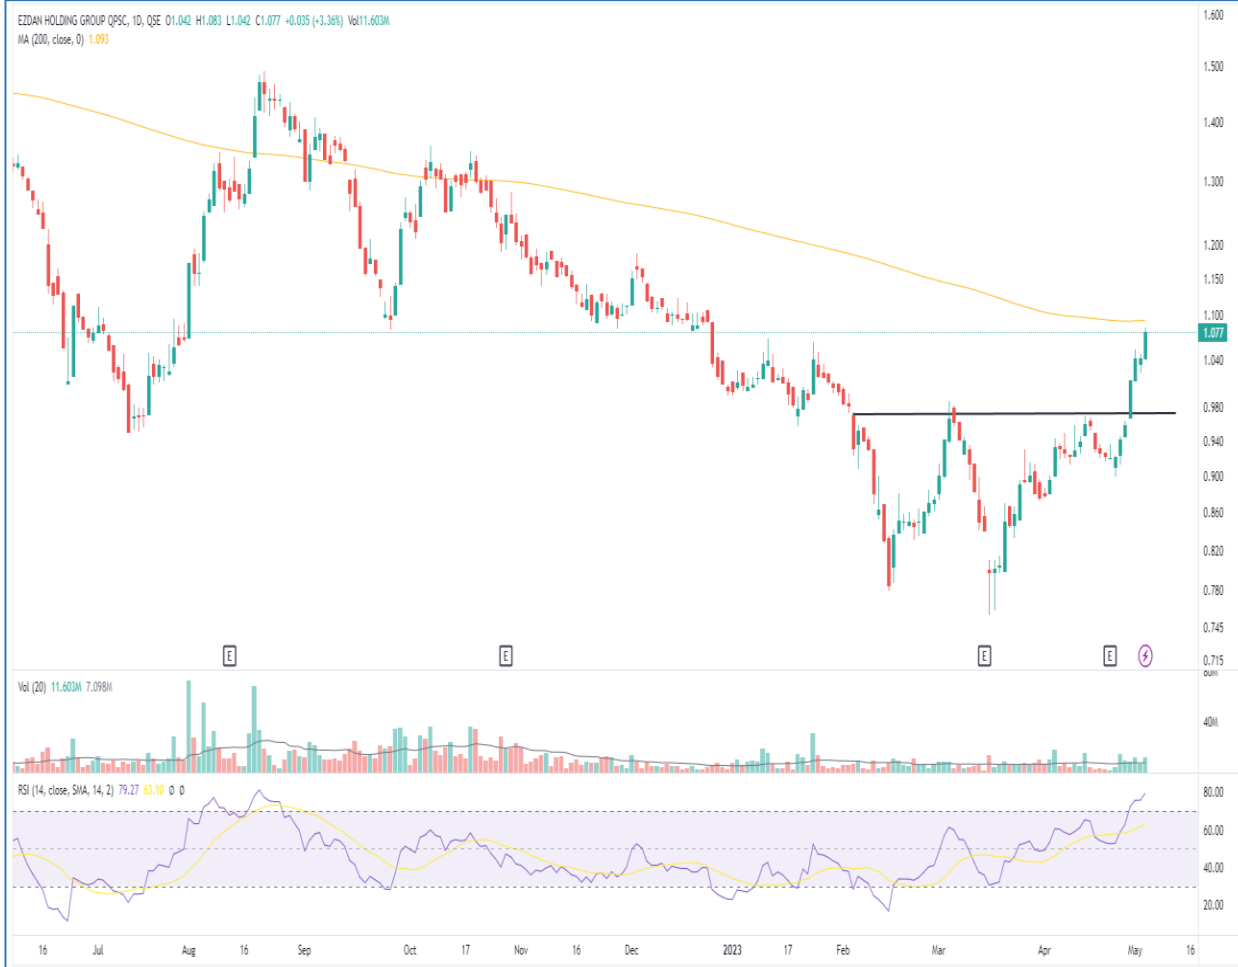 EZDAN HOLDING GROUP QPSC, 1D, QSE O1.042 H1.083 L1.042 C1.077 +0.035 (+3.36%) Vol11.603M
MA (200, close, 0) 1.093
1.600
1.500
1.400
1.300
1.200
1.150
1.100
1.077
1.040
0.980
0.940
0.900
0.860
0.820
0.780
0.745
0.715
E
E
E
E
Vol (20) 11.603M 7.098M
80M
40M
RSI (14, close, SMA, 14, 2) 79.27 63.10 Ø Ø
80.00
60.00
40.00
20.00
16 Jul Aug 16 Sep Oct 17 Nov 16 Dec 2023 17 Feb Mar Apr May 16